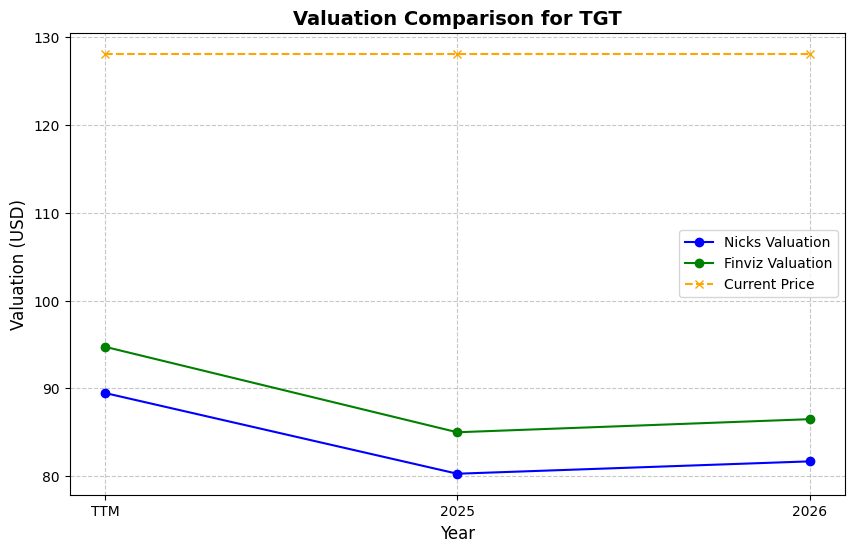 Valuation Comparison for TGT
130
120
110
100
90
80
Valuation (USD)
Nicks Valuation
Finviz Valuation
Current Price
TTM
2025
2026
Year